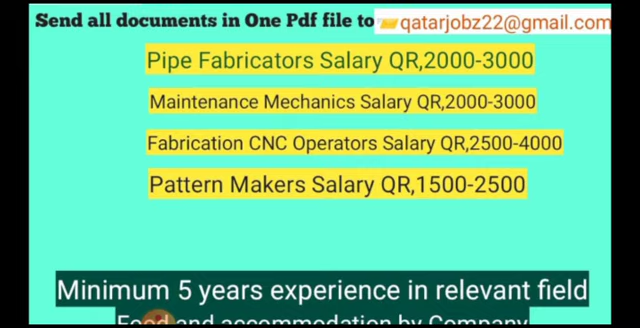 Send all documents in One Pdf file to qatarjobz22@gmail.com
Pipe Fabricators Salary QR,2000-3000
Maintenance Mechanics Salary QR,2000-3000
Fabrication CNC Operators Salary QR,2500-4000
Pattern Makers Salary QR,1500-2500
Minimum 5 years experience in relevant field
Food and accommodation by Company